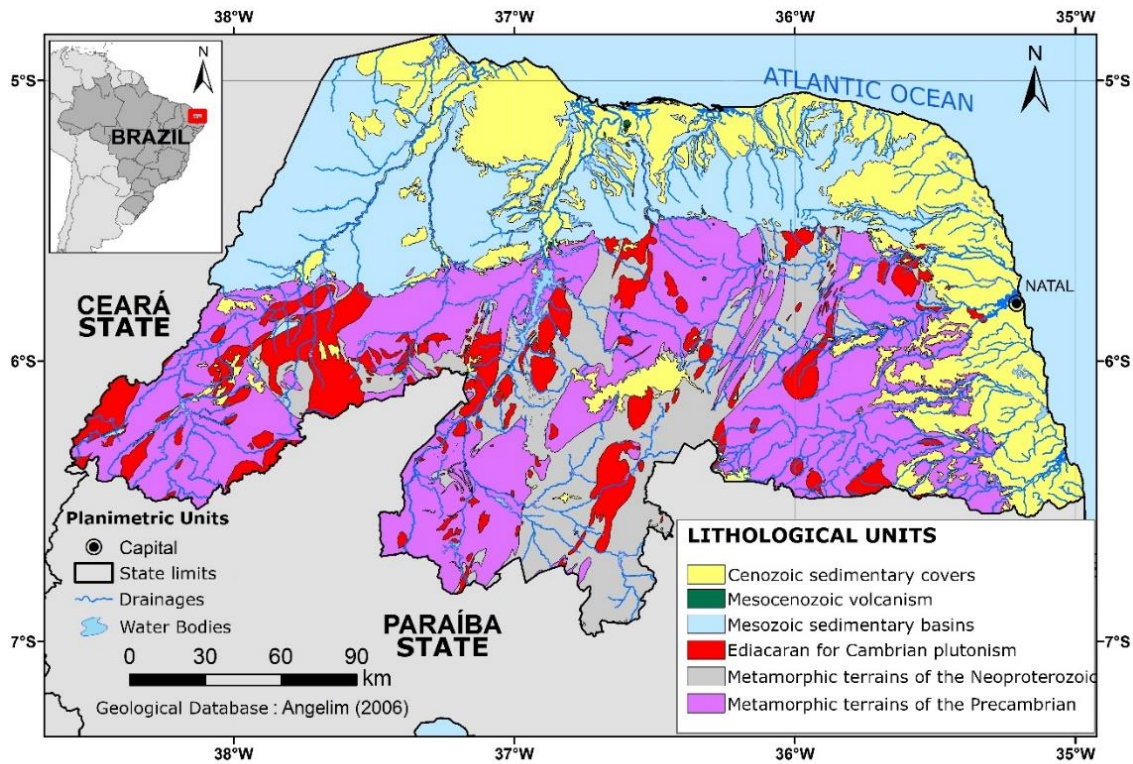 38°W 37°W 36°W 35°W
5°S 5°S
N
BRAZIL
ATLANTIC OCEAN
N
CEARÁ
STATE
NATAL
6°S 6°S
Planimetric Units
Capital
State limits
Drainages
Water Bodies
PARAÍBA
STATE
7°S 7°S
0 30 60 90
km
Geological Database : Angelim (2006)
LITHOLOGICAL UNITS
Cenozoic sedimentary covers
Mesocenozoic volcanism
Mesozoic sedimentary basins
Ediacaran for Cambrian plutonism
Metamorphic terrains of the Neoproterozoic
Metamorphic terrains of the Precambrian
38°W 37°W 36°W 35°W